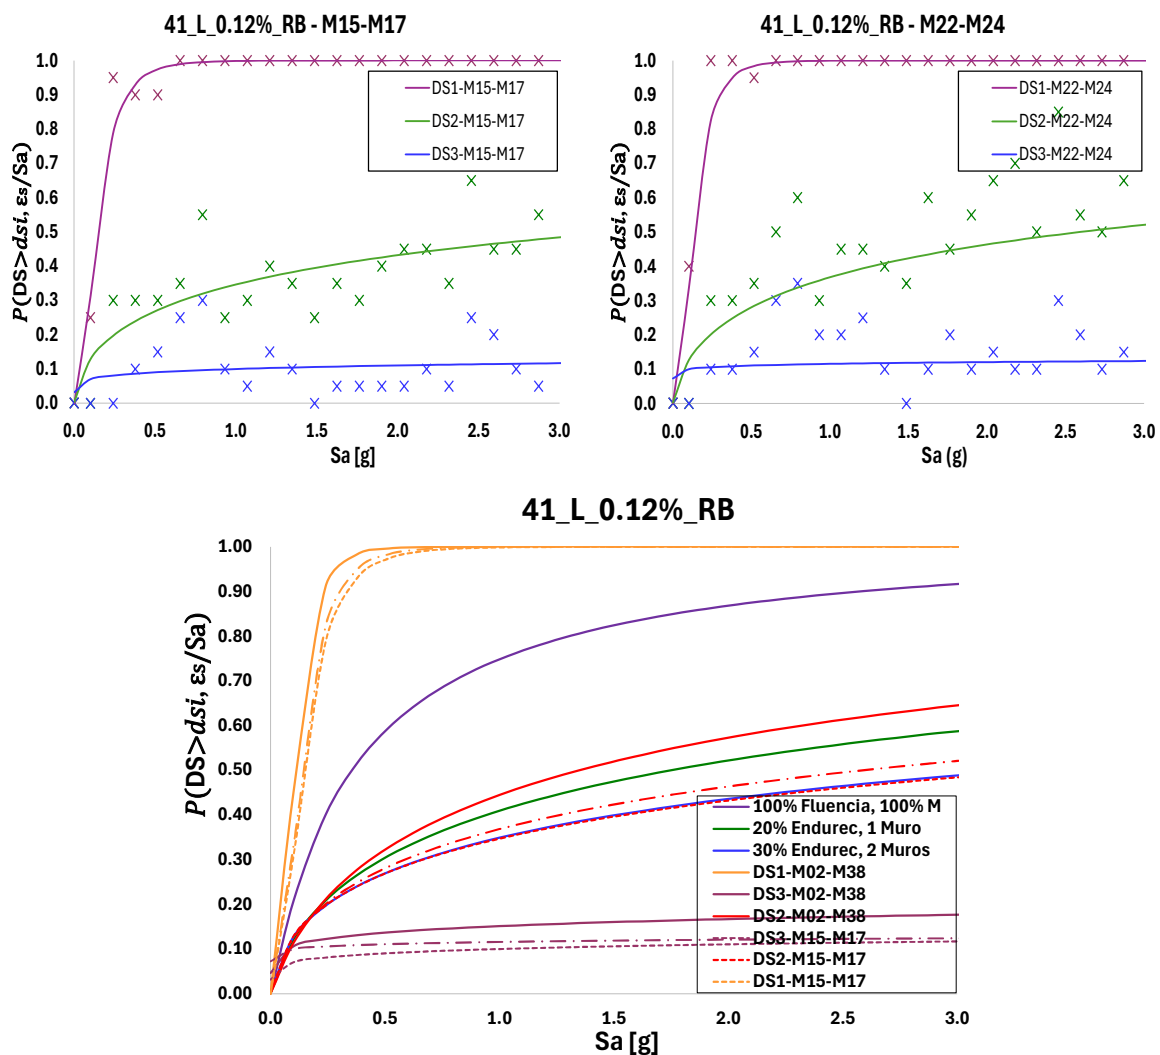 41_L_0.12%_RB - M15-M17
P(DS>dsi, εs/Sa)
1.0
0.9
0.8
0.7
0.6
0.5
0.4
0.3
0.2
0.1
0.0
DS1-M15-M17
DS2-M15-M17
DS3-M15-M17
0.0 0.5 1.0 1.5 2.0 2.5 3.0
Sa [g]
41_L_0.12%_RB - M22-M24
P(DS>dsi, εs/Sa)
1.0
0.9
0.8
0.7
0.6
0.5
0.4
0.3
0.2
0.1
0.0
DS1-M22-M24
DS2-M22-M24
DS3-M22-M24
0.0 0.5 1.0 1.5 2.0 2.5 3.0
Sa (g)
41_L_0.12%_RB
P(DS>dsi, εs/Sa)
1.00
0.90
0.80
0.70
0.60
0.50
0.40
0.30
0.20
0.10
0.00
100% Fluencia, 100% M
20% Endurec, 1 Muro
30% Endurec, 2 Muros
DS1-M02-M38
DS3-M02-M38
DS2-M02-M38
DS3-M15-M17
DS2-M15-M17
DS1-M15-M17
0.0 0.5 1.0 1.5 2.0 2.5 3.0
Sa [g]